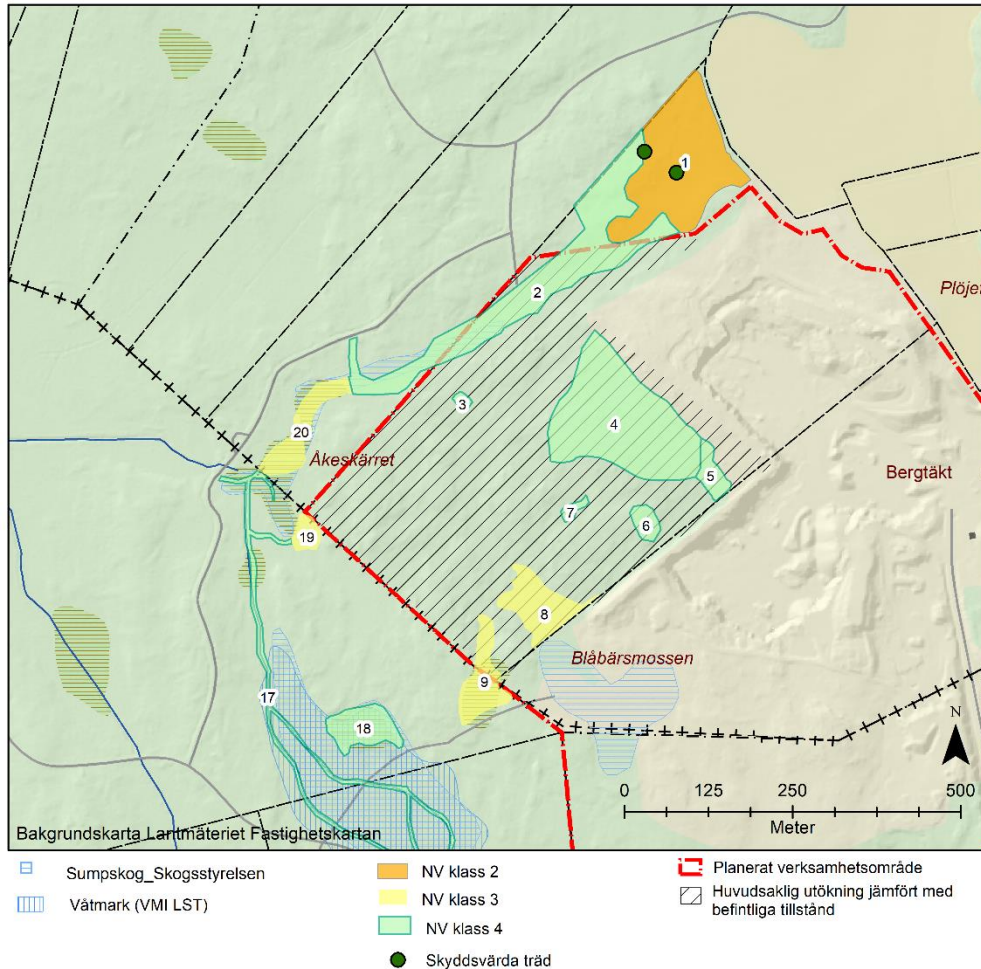 1
Plöjef
2
3
4
20
Åkeskärret
5
Bergtäkt
7
6
19
8
Blåbärsmossen
9
17
18
N
0 125 250 500
Meter
Bakgrundskarta Lantmäteriet Fastighetskartan
Sumpskog_Skogsstyrelsen
Våtmark (VMI LST)
NV klass 2
NV klass 3
NV klass 4
Skyddsvärda träd
Planerat verksamhetsområde
Huvudsaklig utökning jämfört med
befintliga tillstånd